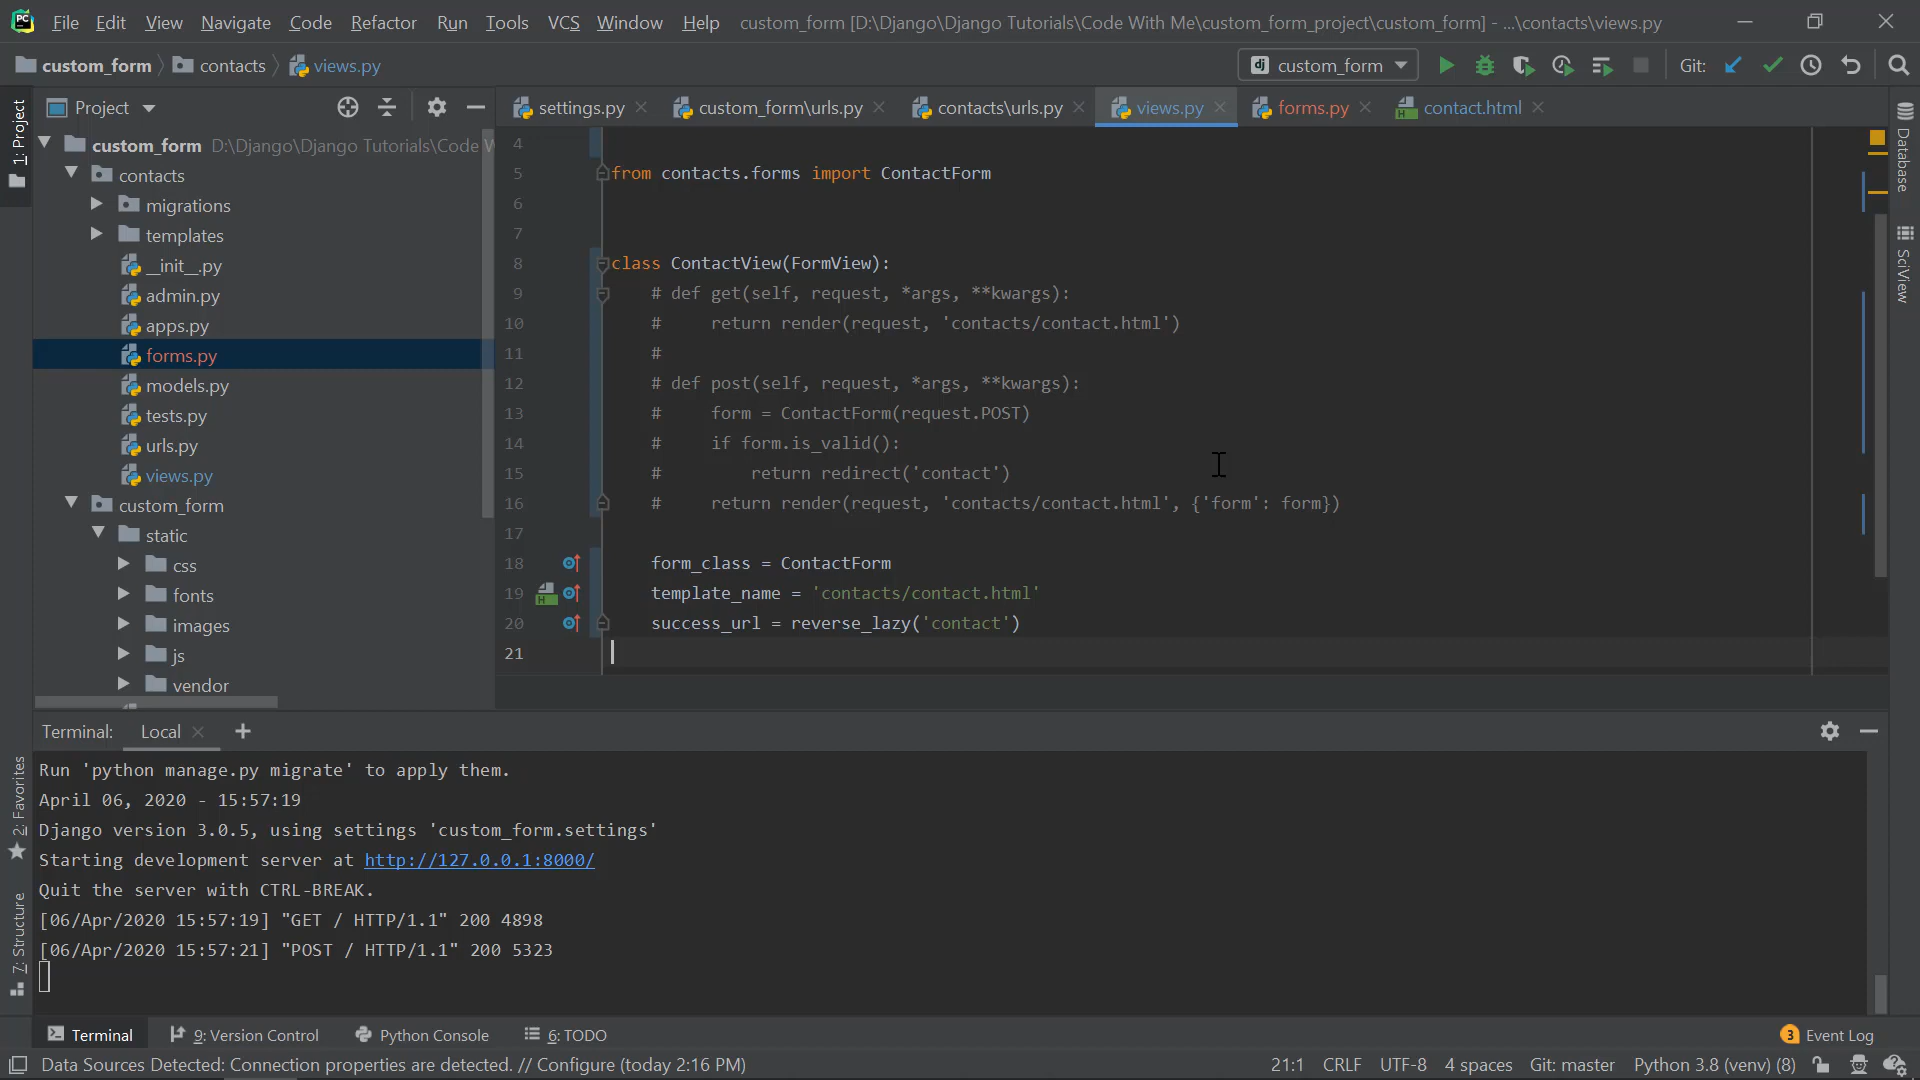 File Edit View Navigate Code Refactor Run Tools VCS Window Help custom_form [D:\Django\Django Tutorials\Code With Me\custom_form_project\custom_form] - ...\contacts\views.py
custom_form contacts views.py
custom_form Git:
Project
settings.py custom_form\urls.py contacts\urls.py views.py forms.py contact.html
1: Project
2: Favorites
7: Structure
Database
SciView
custom_form D:\Django\Django Tutorials\Code W
contacts
migrations
templates
__init__.py
admin.py
apps.py
forms.py
models.py
tests.py
urls.py
views.py
custom_form
static
css
fonts
images
js
vendor
4
5 from contacts.forms import ContactForm
6
7
8 class ContactView(FormView):
9 # def get(self, request, *args, **kwargs):
10 #     return render(request, 'contacts/contact.html')
11 #
12 # def post(self, request, *args, **kwargs):
13 #     form = ContactForm(request.POST)
14 #     if form.is_valid():
15 #         return redirect('contact')
16 #     return render(request, 'contacts/contact.html', {'form': form})
17
18 form_class = ContactForm
19 template_name = 'contacts/contact.html'
20 success_url = reverse_lazy('contact')
21
Terminal: Local
Run 'python manage.py migrate' to apply them.
April 06, 2020 - 15:57:19
Django version 3.0.5, using settings 'custom_form.settings'
Starting development server at http://127.0.0.1:8000/
Quit the server with CTRL-BREAK.
[06/Apr/2020 15:57:19] "GET / HTTP/1.1" 200 4898
[06/Apr/2020 15:57:21] "POST / HTTP/1.1" 200 5323
Terminal 9: Version Control Python Console 6: TODO 3 Event Log
Data Sources Detected: Connection properties are detected. // Configure (today 2:16 PM) 21:1 CRLF UTF-8 4 spaces Git: master Python 3.8 (venv) (8)